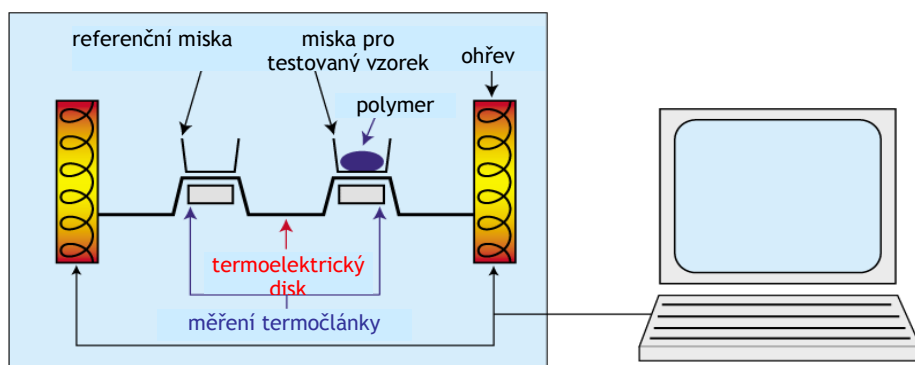 referenční miska
miska pro
testovaný vzorek
ohřev
polymer
termoelektrický
disk
měření termočlánky